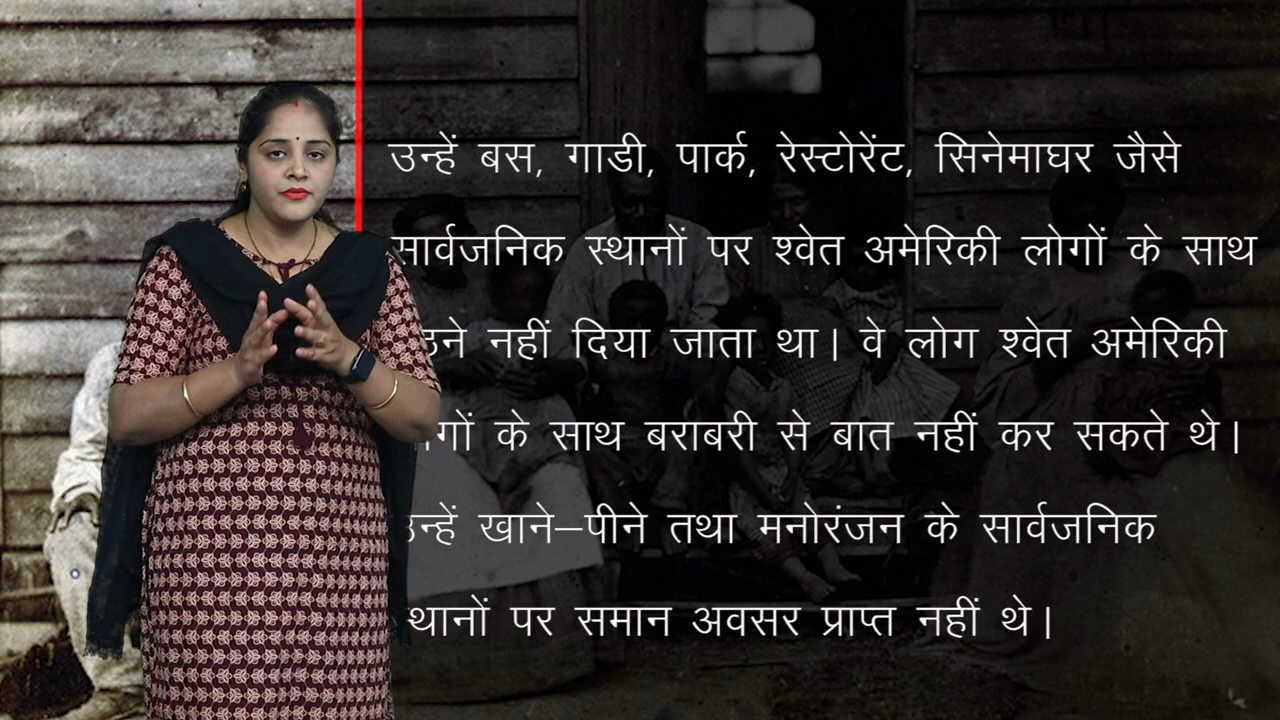 उन्हें बस, गाडी, पार्क, रेस्टोरेंट, सिनेमाघर जैसे
सार्वजनिक स्थानों पर श्वेत अमेरिकी लोगों के साथ
नहीं दिया जाता था। वे लोग श्वेत अमेरिकी
के साथ बराबरी से बात नहीं कर सकते थे।
उन्हें खाने–पीने तथा मनोरंजन के सार्वजनिक
पर समान अवसर प्राप्त नहीं थे।